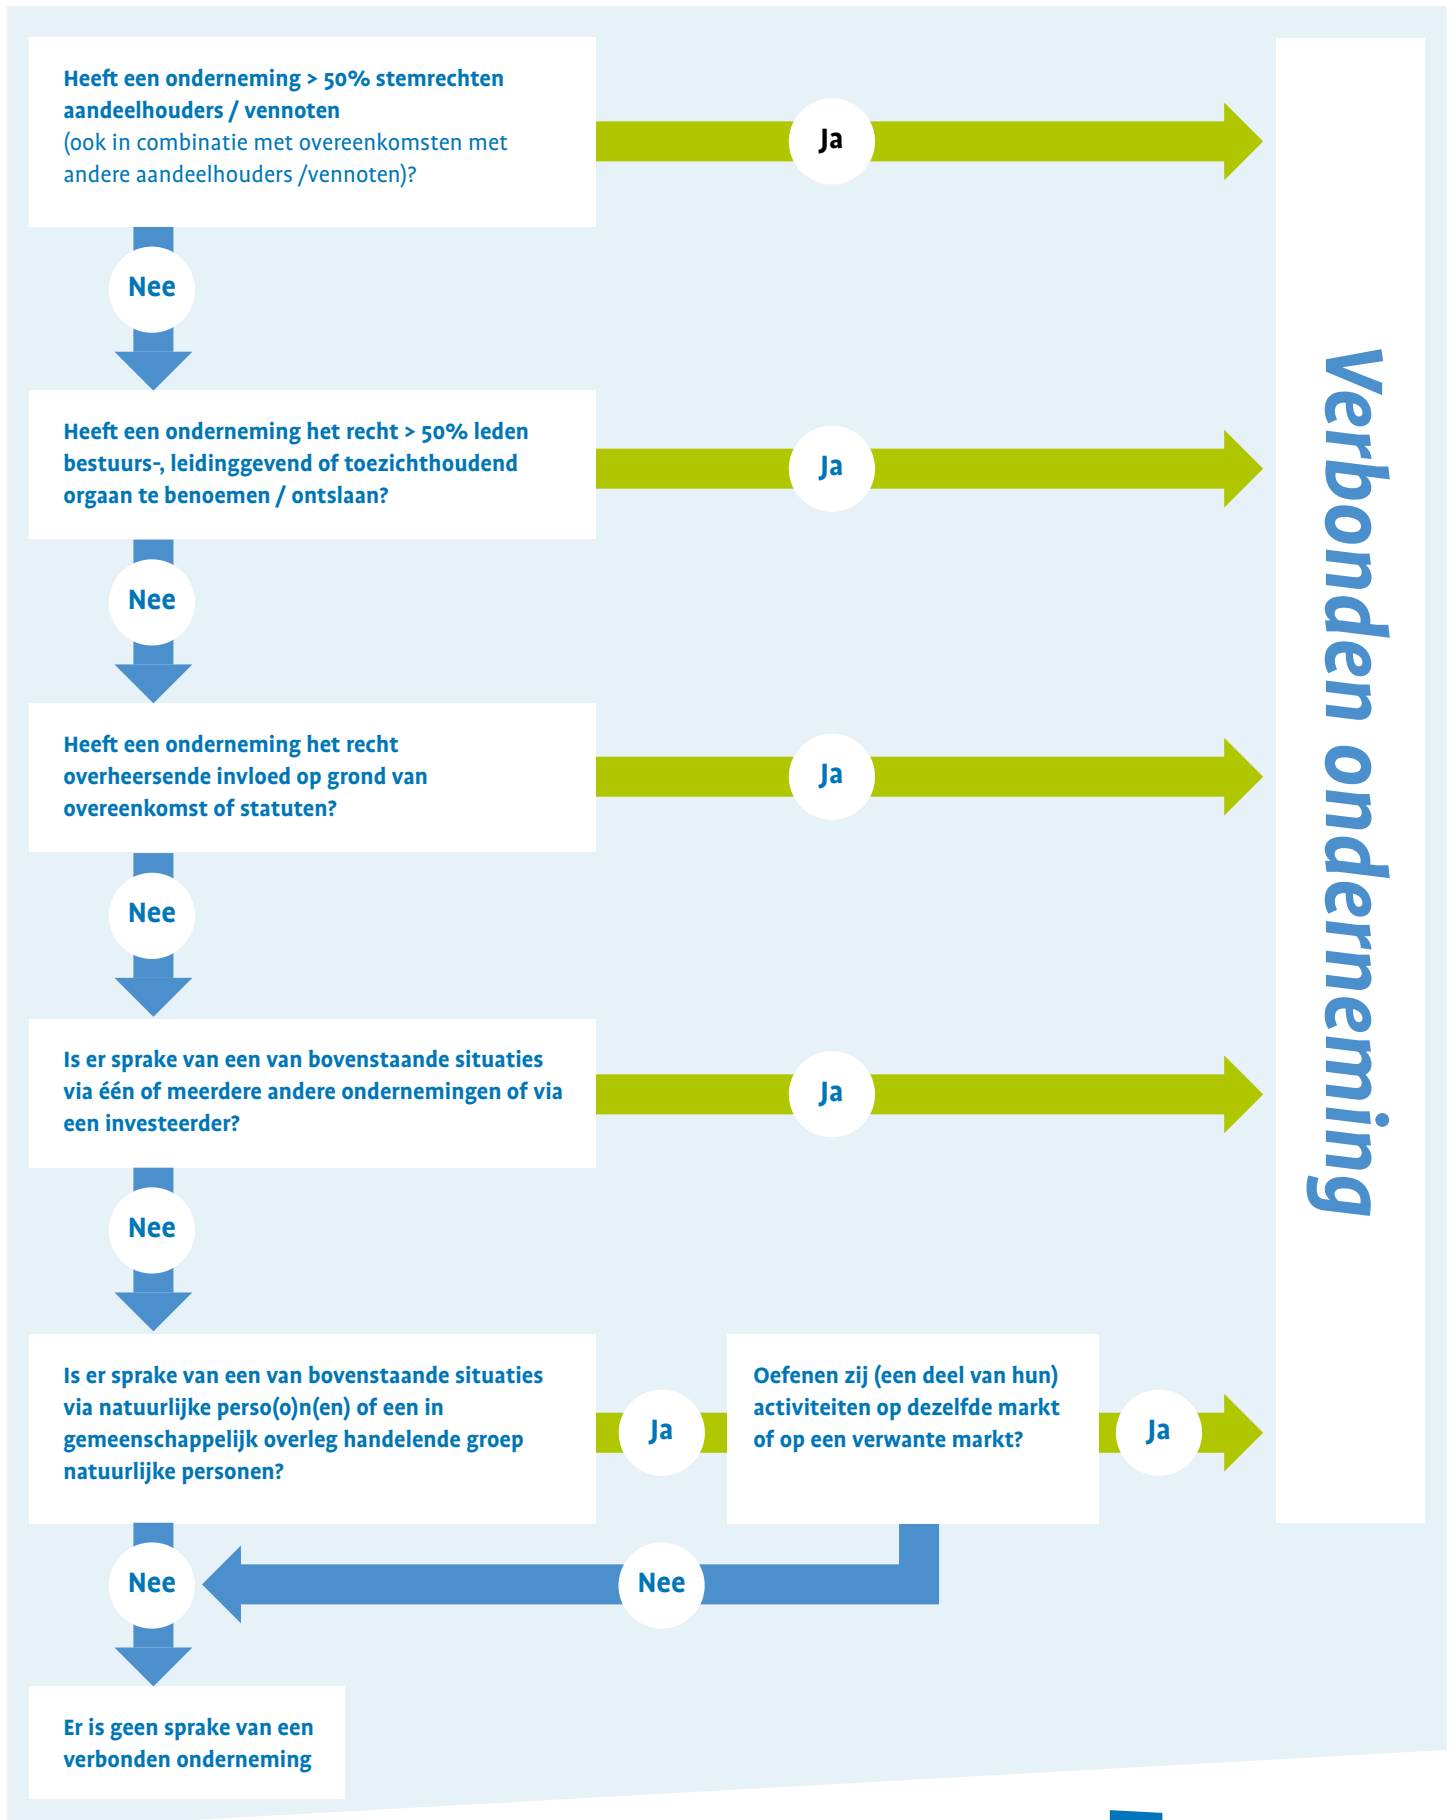 Heeft een onderneming > 50% stemrechten
aandeelhouders / vennoten
(ook in combinatie met overeenkomsten met
andere aandeelhouders /vennoten)?
Ja
Nee
Heeft een onderneming het recht > 50% leden
bestuurs-, leidinggevend of toezichthoudend
orgaan te benoemen / ontslaan?
Ja
Nee
Heeft een onderneming het recht
overheersende invloed op grond van
overeenkomst of statuten?
Ja
Nee
Is er sprake van een van bovenstaande situaties
via één of meerdere andere ondernemingen of via
een investeerder?
Ja
Nee
Is er sprake van een van bovenstaande situaties
via natuurlijke perso(o)n(en) of een in
gemeenschappelijk overleg handelende groep
natuurlijke personen?
Ja
Oefenen zij (een deel van hun)
activiteiten op dezelfde markt
of op een verwante markt?
Ja
Nee
Nee
Er is geen sprake van een
verbonden onderneming
Verbonden onderneming